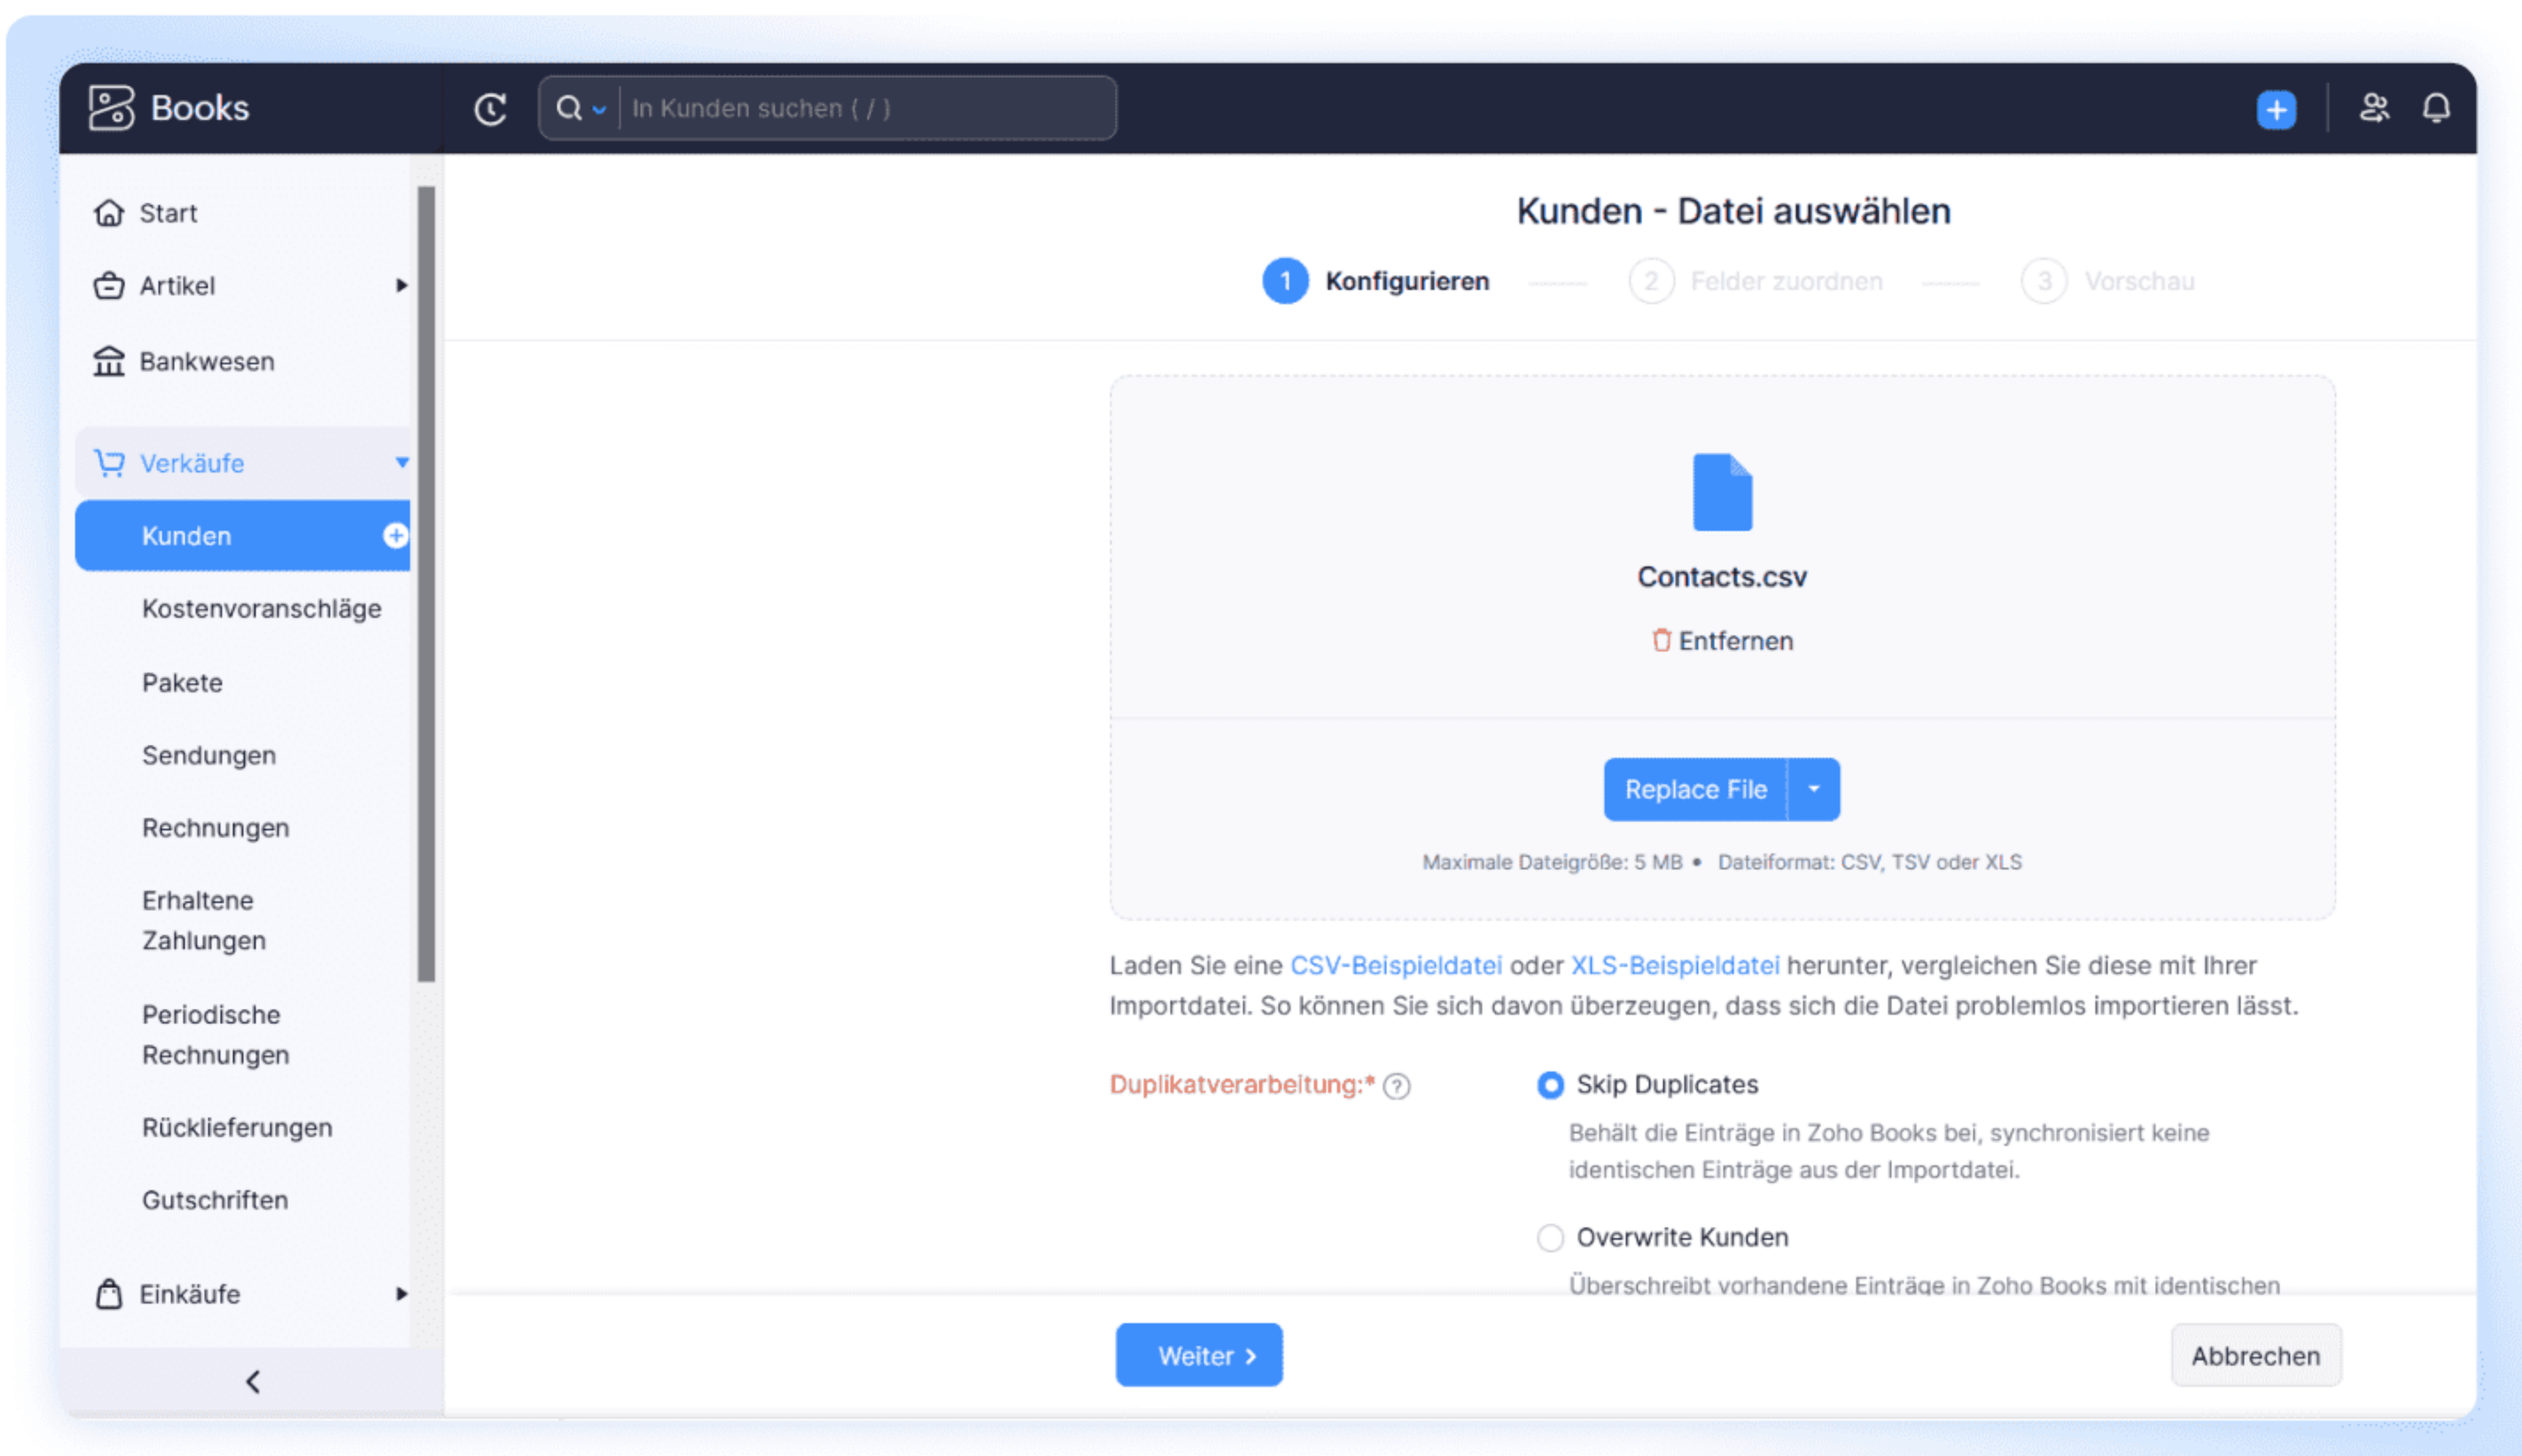 Books
In Kunden suchen ( / )
Start
Artikel
Bankwesen
Verkäufe
Kunden
Kostenvoranschläge
Pakete
Sendungen
Rechnungen
Erhaltene
Zahlungen
Periodische
Rechnungen
Rücklieferungen
Gutschriften
Einkäufe
Kunden - Datei auswählen
1 Konfigurieren 2 Felder zuordnen 3 Vorschau
Contacts.csv
Entfernen
Replace File
Maximale Dateigröße: 5 MB • Dateiformat: CSV, TSV oder XLS
Laden Sie eine CSV-Beispieldatei oder XLS-Beispieldatei herunter, vergleichen Sie diese mit Ihrer
Importdatei. So können Sie sich davon überzeugen, dass sich die Datei problemlos importieren lässt.
Duplikatverarbeitung:* ?
Skip Duplicates
Behält die Einträge in Zoho Books bei, synchronisiert keine
identischen Einträge aus der Importdatei.
Overwrite Kunden
Überschreibt vorhandene Einträge in Zoho Books mit identischen
Weiter
Abbrechen